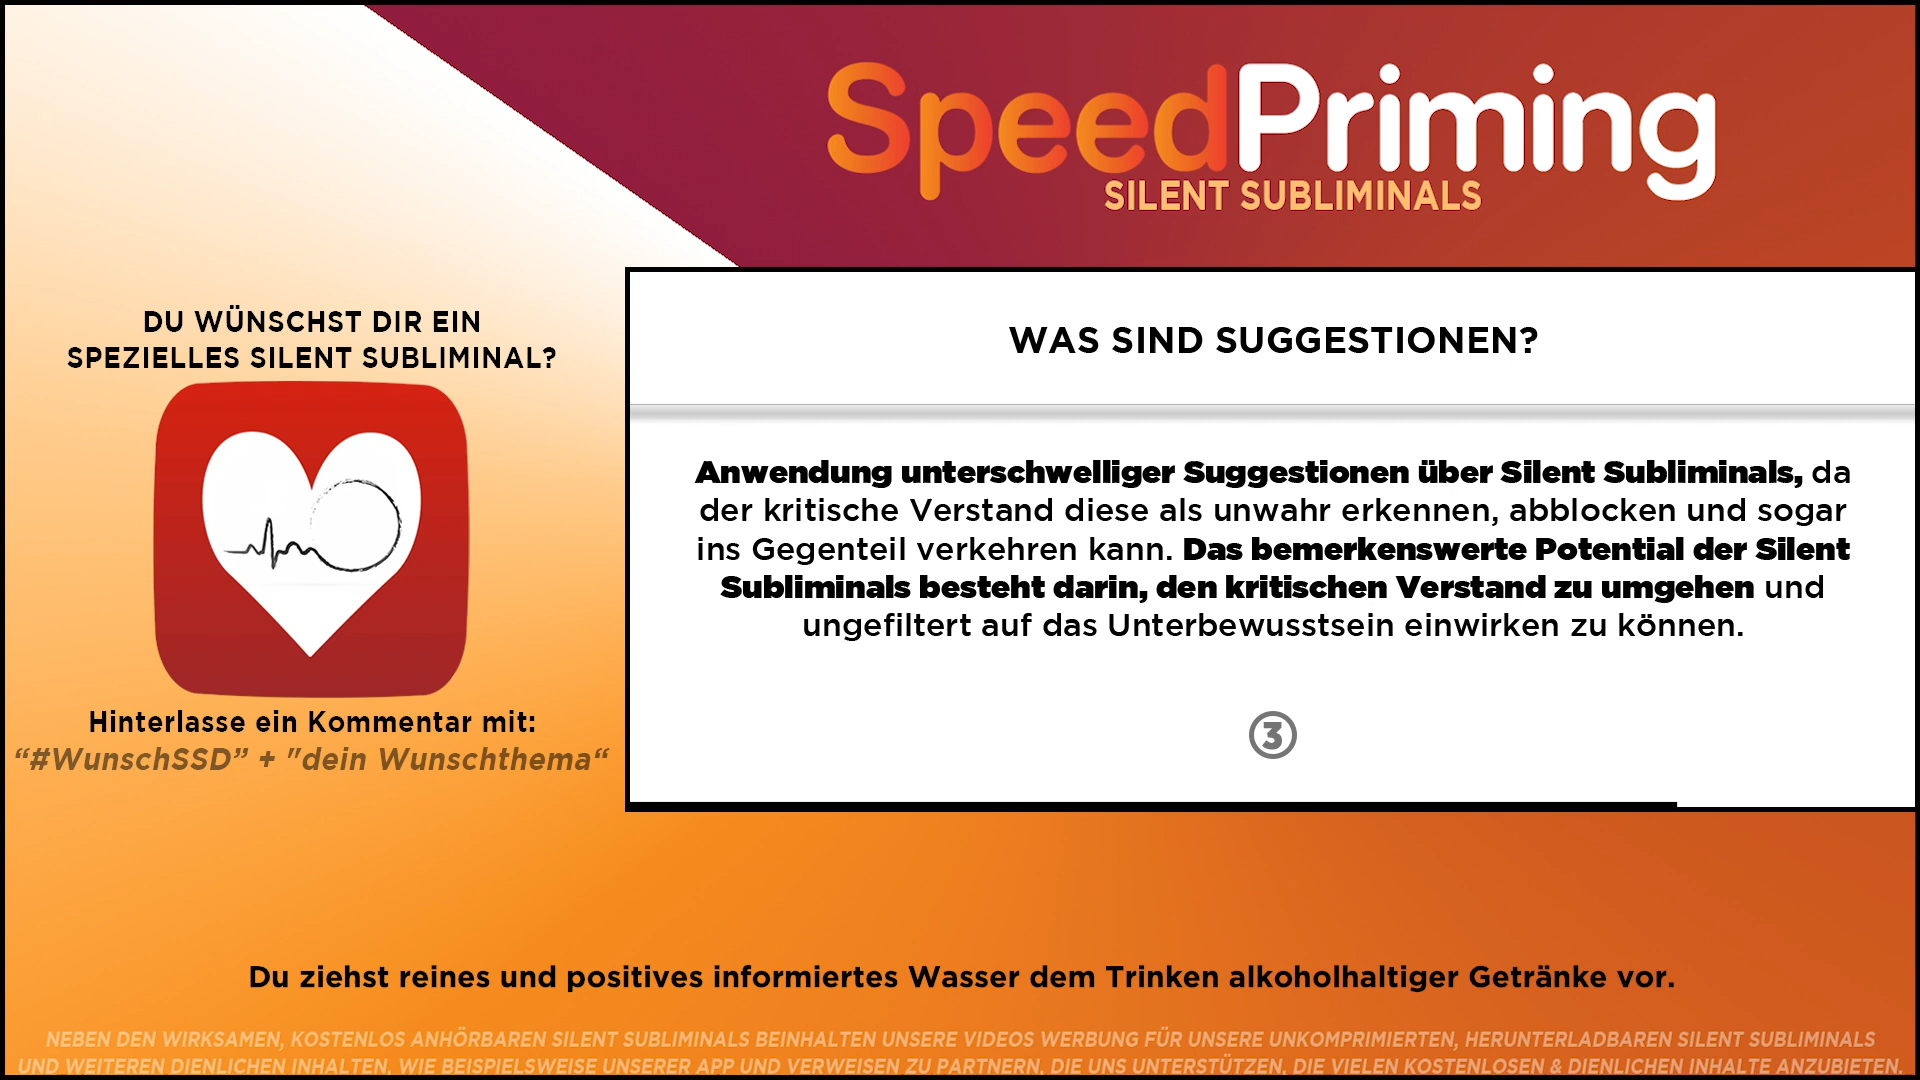 SpeedPriming
SILENT SUBLIMINALS
DU WÜNSCHST DIR EIN
SPEZIELLES SILENT SUBLIMINAL?
Hinterlasse ein Kommentar mit:
“#WunschSSD” + "dein Wunschthema“
WAS SIND SUGGESTIONEN?
Anwendung unterschwelliger Suggestionen über Silent Subliminals, da
der kritische Verstand diese als unwahr erkennen, abblocken und sogar
ins Gegenteil verkehren kann. Das bemerkenswerte Potential der Silent
Subliminals besteht darin, den kritischen Verstand zu umgehen und
ungefiltert auf das Unterbewusstsein einwirken zu können.
③
Du ziehst reines und positives informiertes Wasser dem Trinken alkoholhaltiger Getränke vor.
NEBEN DEN WIRKSAMEN, KOSTENLOS ANHÖRBAREN SILENT SUBLIMINALS BEINHALTEN UNSERE VIDEOS WERBUNG FÜR UNSERE UNKOMPRIMIERTEN, HERUNTERLADBAREN SILENT SUBLIMINALS
UND WEITEREN DIENLICHEN INHALTEN, WIE BEISPIELSWEISE UNSERER APP UND VERWEISEN ZU PARTNERN, DIE UNS UNTERSTÜTZEN, DIE VIELEN KOSTENLOSEN & DIENLICHEN INHALTE ANZUBIETEN.